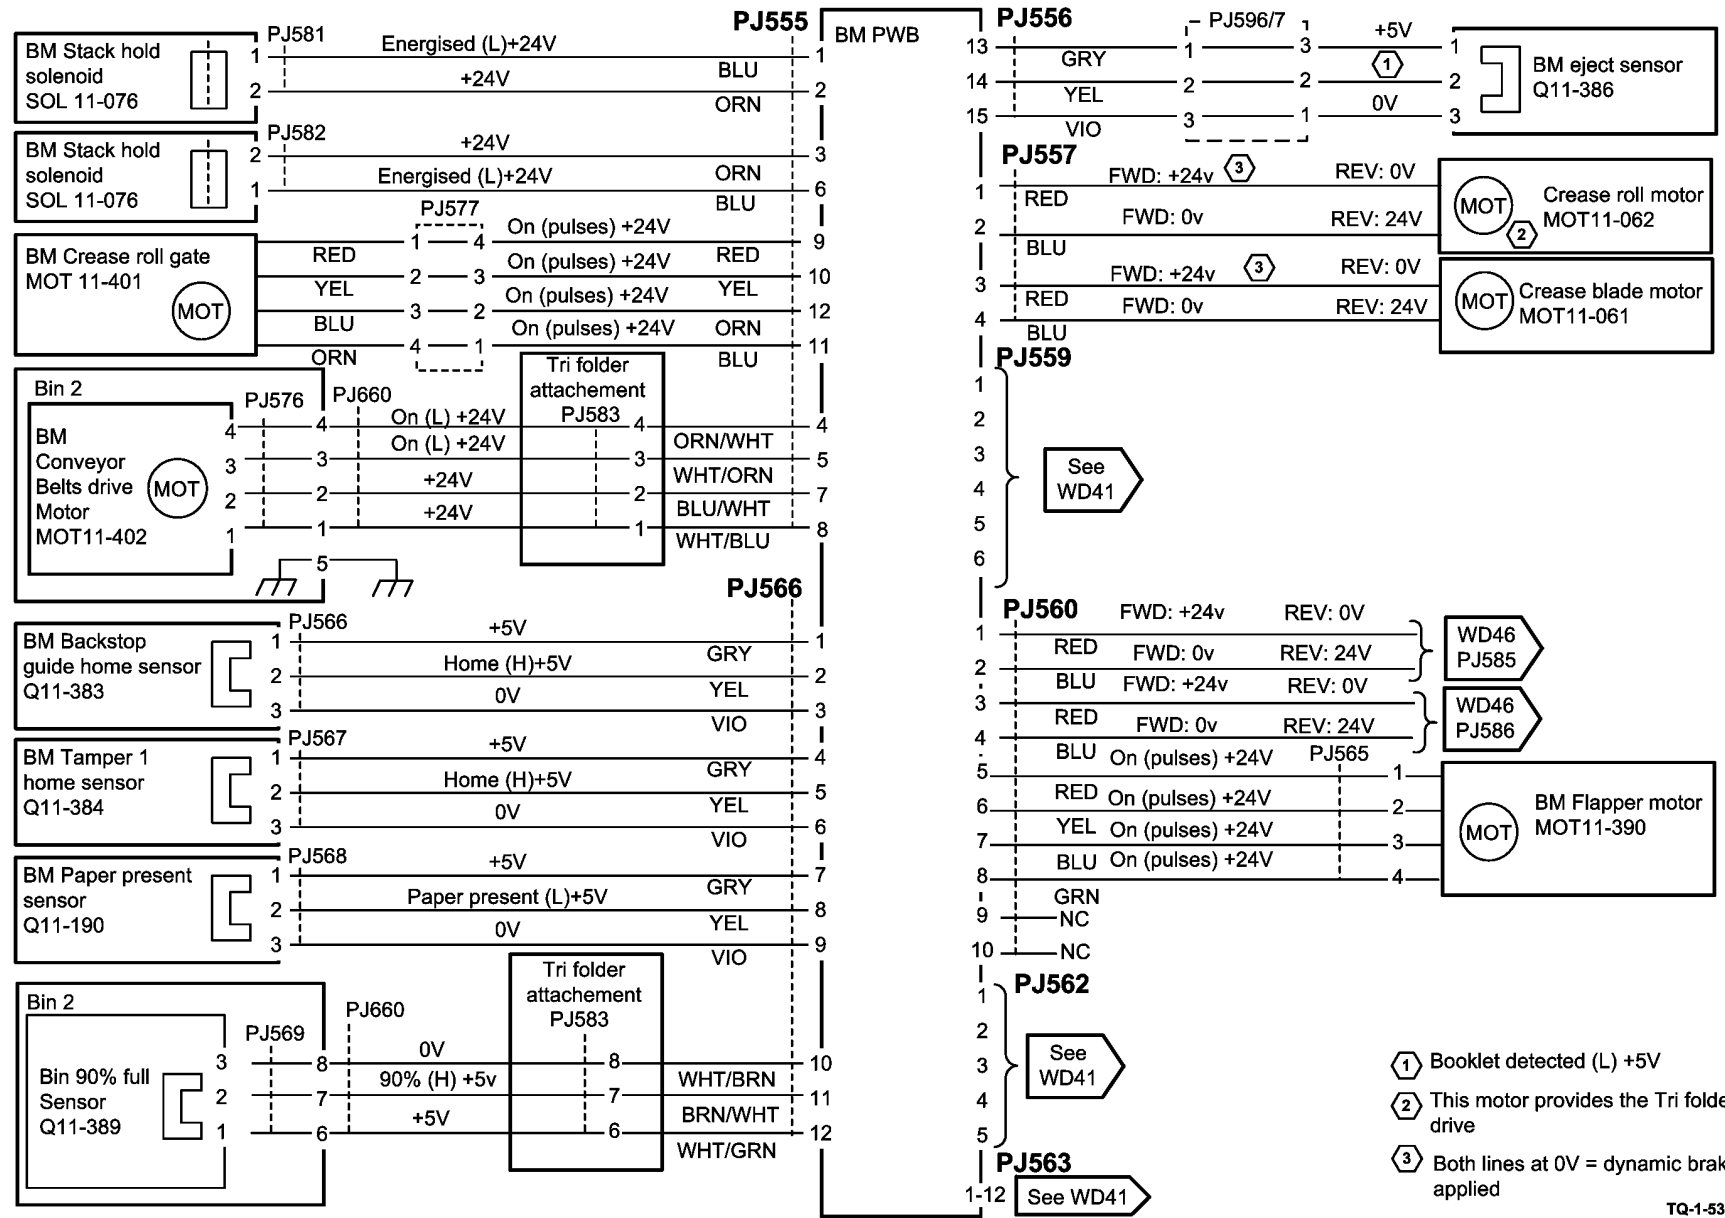 PJ555
BM PWB
PJ556
BM Stack hold
solenoid
SOL 11-076
PJ581
1
Energised (L)+24V
BLU
1
2
+24V
ORN
2
BM Stack hold
solenoid
SOL 11-076
PJ582
2
+24V
ORN
3
1
Energised (L)+24V
BLU
6
BM Crease roll gate
MOT 11-401
MOT
PJ577
RED
1
4
On (pulses) +24V
RED
9
YEL
2
3
On (pulses) +24V
YEL
10
BLU
3
2
On (pulses) +24V
ORN
12
ORN
4
1
On (pulses) +24V
BLU
11
Bin 2
BM
Conveyor
Belts drive
Motor
MOT11-402
MOT
PJ576
PJ660
Tri folder
attachement
PJ583
4
4
On (L) +24V
4
ORN/WHT
4
3
3
On (L) +24V
3
WHT/ORN
5
2
2
+24V
2
BLU/WHT
7
1
1
+24V
1
WHT/BLU
8
5
PJ566
BM Backstop
guide home sensor
Q11-383
PJ566
1
+5V
GRY
1
2
Home (H)+5V
YEL
2
3
0V
VIO
3
BM Tamper 1
home sensor
Q11-384
PJ567
1
+5V
GRY
4
2
Home (H)+5V
YEL
5
3
0V
VIO
6
BM Paper present
sensor
Q11-190
PJ568
1
+5V
GRY
7
2
Paper present (L)+5V
YEL
8
3
0V
VIO
9
Bin 2
Bin 90% full
Sensor
Q11-389
PJ569
PJ660
Tri folder
attachement
PJ583
3
8
0V
8
WHT/BRN
10
2
7
90% (H) +5v
7
BRN/WHT
11
1
6
+5V
6
WHT/GRN
12
PJ596/7
13
GRY
1
3
+5V
1
14
YEL
2
2
1
2
15
VIO
3
1
0V
3
BM eject sensor
Q11-386
PJ557
1
RED
FWD: +24v
3
REV: 0V
2
BLU
FWD: 0v
REV: 24V
MOT
2
Crease roll motor
MOT11-062
3
RED
FWD: +24v
3
REV: 0V
4
BLU
FWD: 0v
REV: 24V
MOT
Crease blade motor
MOT11-061
PJ559
1
2
3
4
5
6
See
WD41
PJ560
1
RED
FWD: +24v
REV: 0V
2
BLU
FWD: 0v
REV: 24V
WD46
PJ585
3
RED
FWD: +24v
REV: 0V
4
BLU
FWD: 0v
REV: 24V
WD46
PJ586
PJ565
5
RED
On (pulses) +24V
1
6
YEL
On (pulses) +24V
2
7
BLU
On (pulses) +24V
3
8
GRN
On (pulses) +24V
4
MOT
BM Flapper motor
MOT11-390
9
NC
10
NC
PJ562
1
2
3
4
5
See
WD41
PJ563
1-12
See WD41
1 Booklet detected (L) +5V
2 This motor provides the Tri folde
drive
3 Both lines at 0V = dynamic brak
applied
TQ-1-53